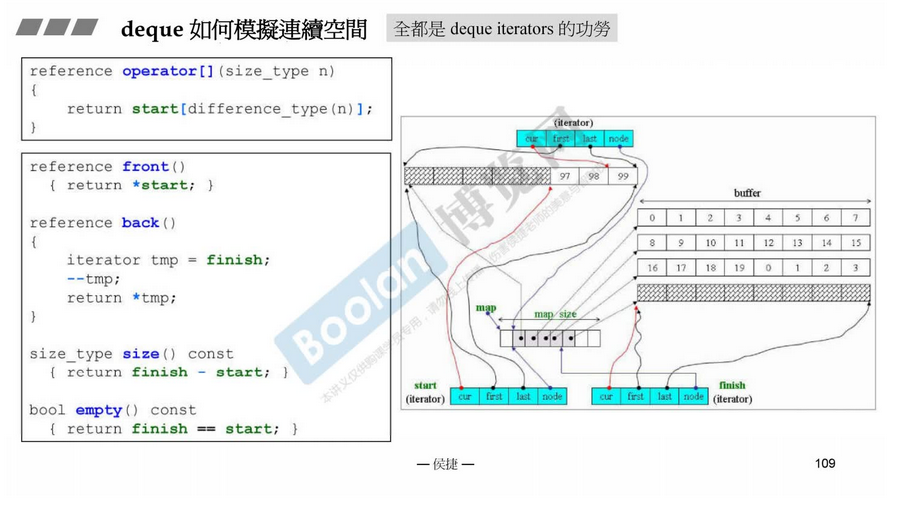 deque 如何模擬連續空間
全都是 deque iterators 的功勞
reference operator[](size_type n)
{
    return start[difference_type(n)];
}
reference front()
  { return *start; }
reference back()
{
    iterator tmp = finish;
    --tmp;
    return *tmp;
}
size_type size() const
  { return finish - start; }
bool empty() const
  { return finish == start; }
(iterator)
cur first last node
97 98 99
buffer
0 1 2 3 4 5 6 7
8 9 10 11 12 13 14 15
16 17 18 19 0 1 2 3
map
map size
start
(iterator)
cur first last node
cur first last node
finish
(iterator)
Boolan 博览网
— 侯捷 —
109